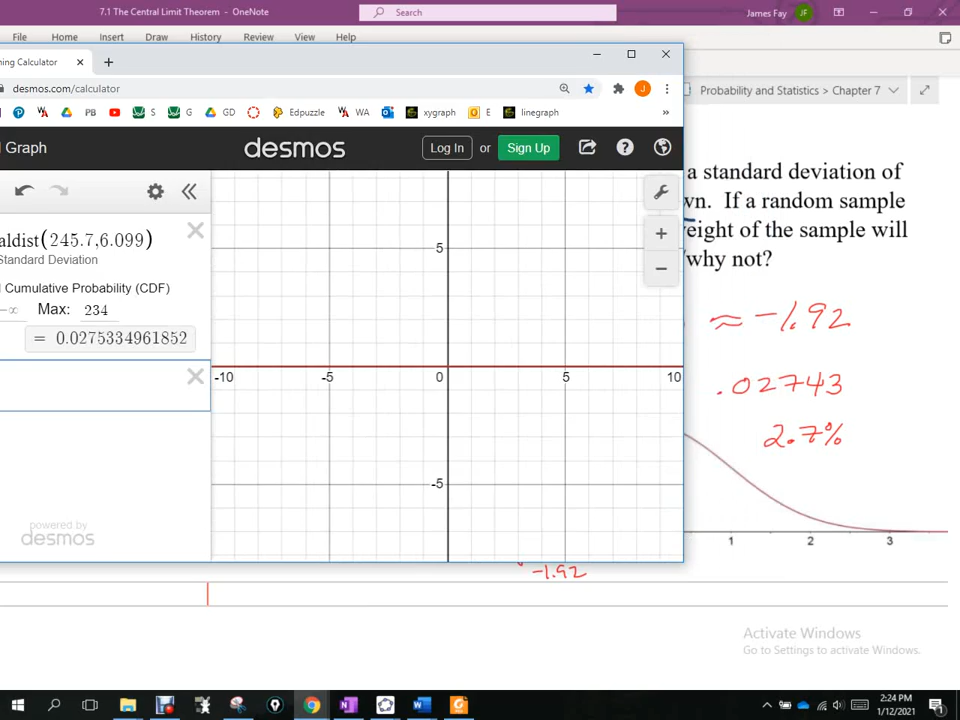 7.1 The Central Limit Theorem - OneNote
Search
James Fay
JF
File Home Insert Draw History Review View Help
ning Calculator
desmos.com/calculator
J
PB S G GD Edpuzzle WA xygraph E linegraph »
Probability and Statistics > Chapter 7
Graph
desmos
Log In or Sign Up
a standard deviation of
wn. If a random sample
weight of the sample will
/why not?
aldist(245.7,6.099)
Standard Deviation
Cumulative Probability (CDF)
−∞ Max: 234
= 0.0275334961852
5
-10 -5 0 5 10
-5
≈ -1.92
.02743
2.7%
powered by
desmos
1 2 3
-1.92
Activate Windows
Go to Settings to activate Windows.
2:24 PM
1/12/2021
1